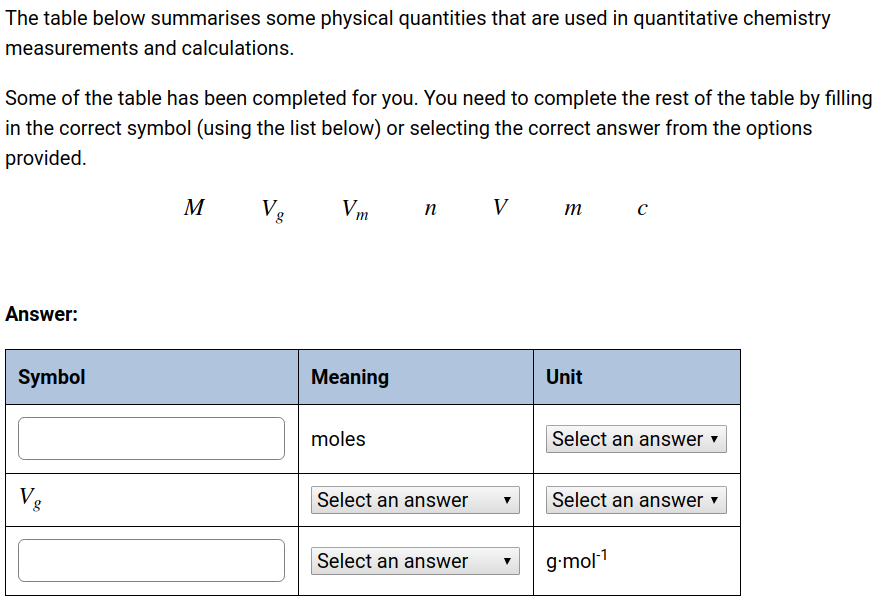 The table below summarises some physical quantities that are used in quantitative chemistry
measurements and calculations.
Some of the table has been completed for you. You need to complete the rest of the table by filling
in the correct symbol (using the list below) or selecting the correct answer from the options
provided.
M V_g V_m n V m c
Answer:
Symbol Meaning Unit
moles Select an answer ▾
V_g Select an answer ▾ Select an answer ▾
Select an answer ▾ g·mol⁻¹